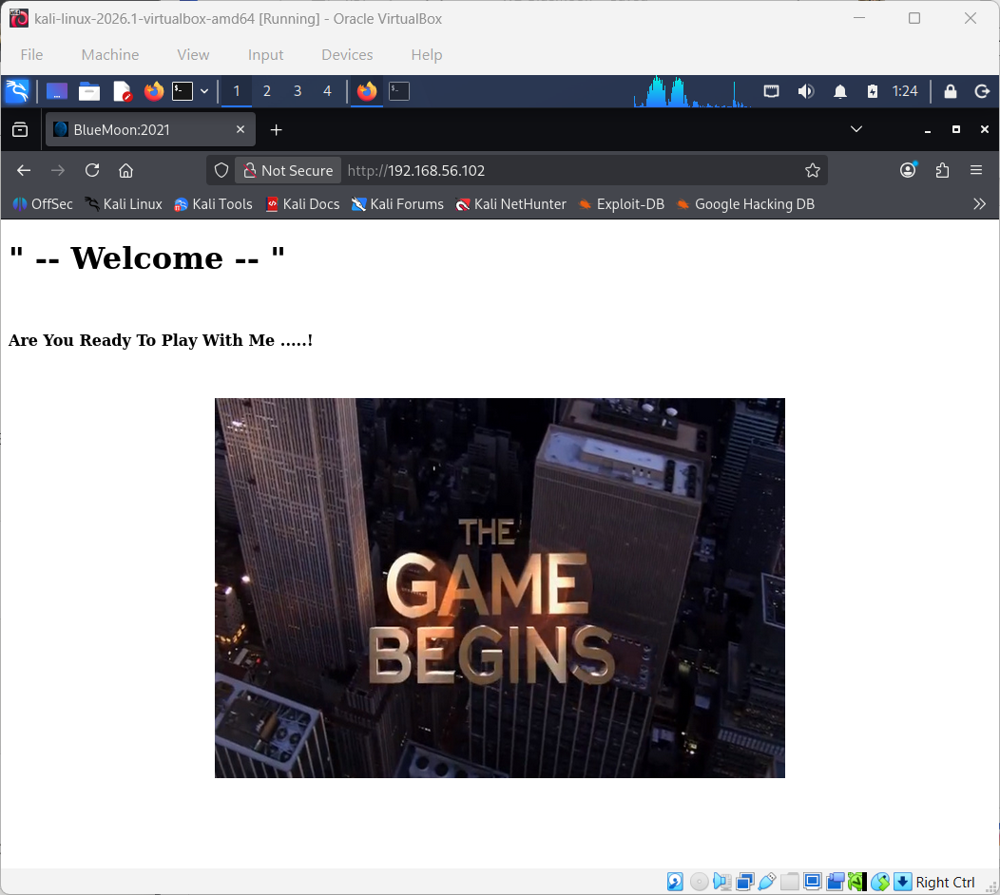 kali-linux-2026.1-virtualbox-amd64 [Running] - Oracle VirtualBox
File Machine View Input Devices Help
1 2 3 4 1:24
BlueMoon:2021
Not Secure http://192.168.56.102
OffSec Kali Linux Kali Tools Kali Docs Kali Forums Kali NetHunter Exploit-DB Google Hacking DB
" -- Welcome -- "
Are You Ready To Play With Me .....!
THE
GAME
BEGINS
Right Ctrl